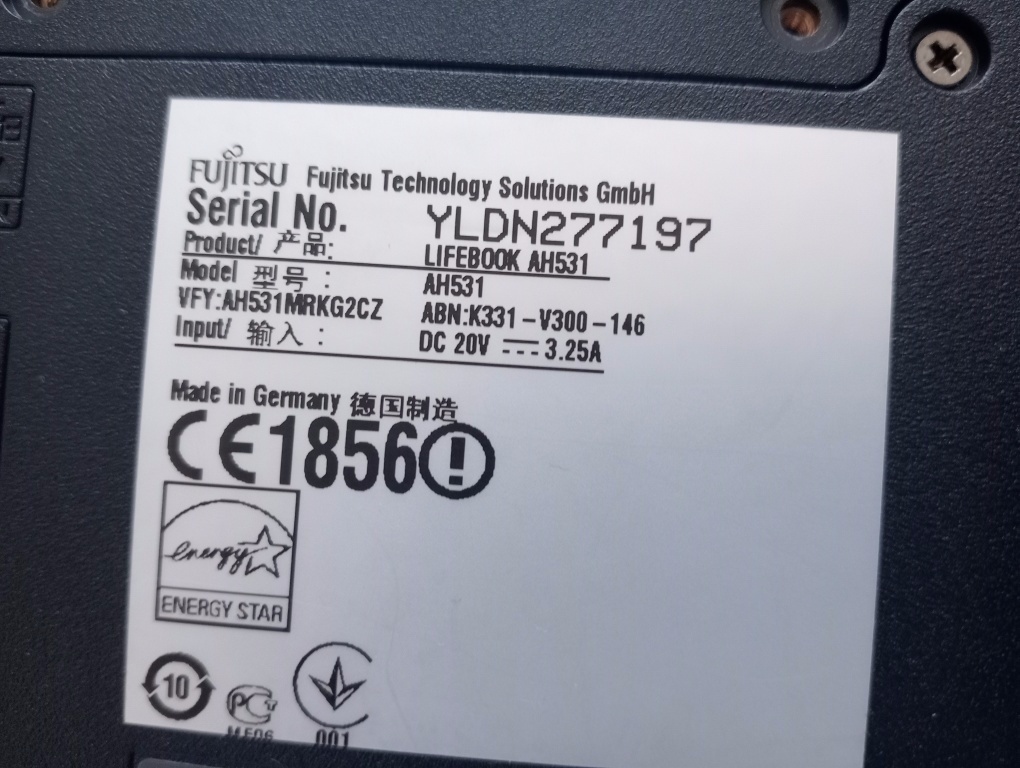 FUJITSU Fujitsu Technology Solutions GmbH
Serial No. YLDN277197
Product/ 产品: LIFEBOOK AH531
Model 型号 : AH531
VFY:AH531MRKG2CZ ABN:K331-V300-146
Input/ 输入 : DC 20V 3.25A
Made in Germany 德国制造
CE1856
energy
ENERGY STAR
10
PC
001